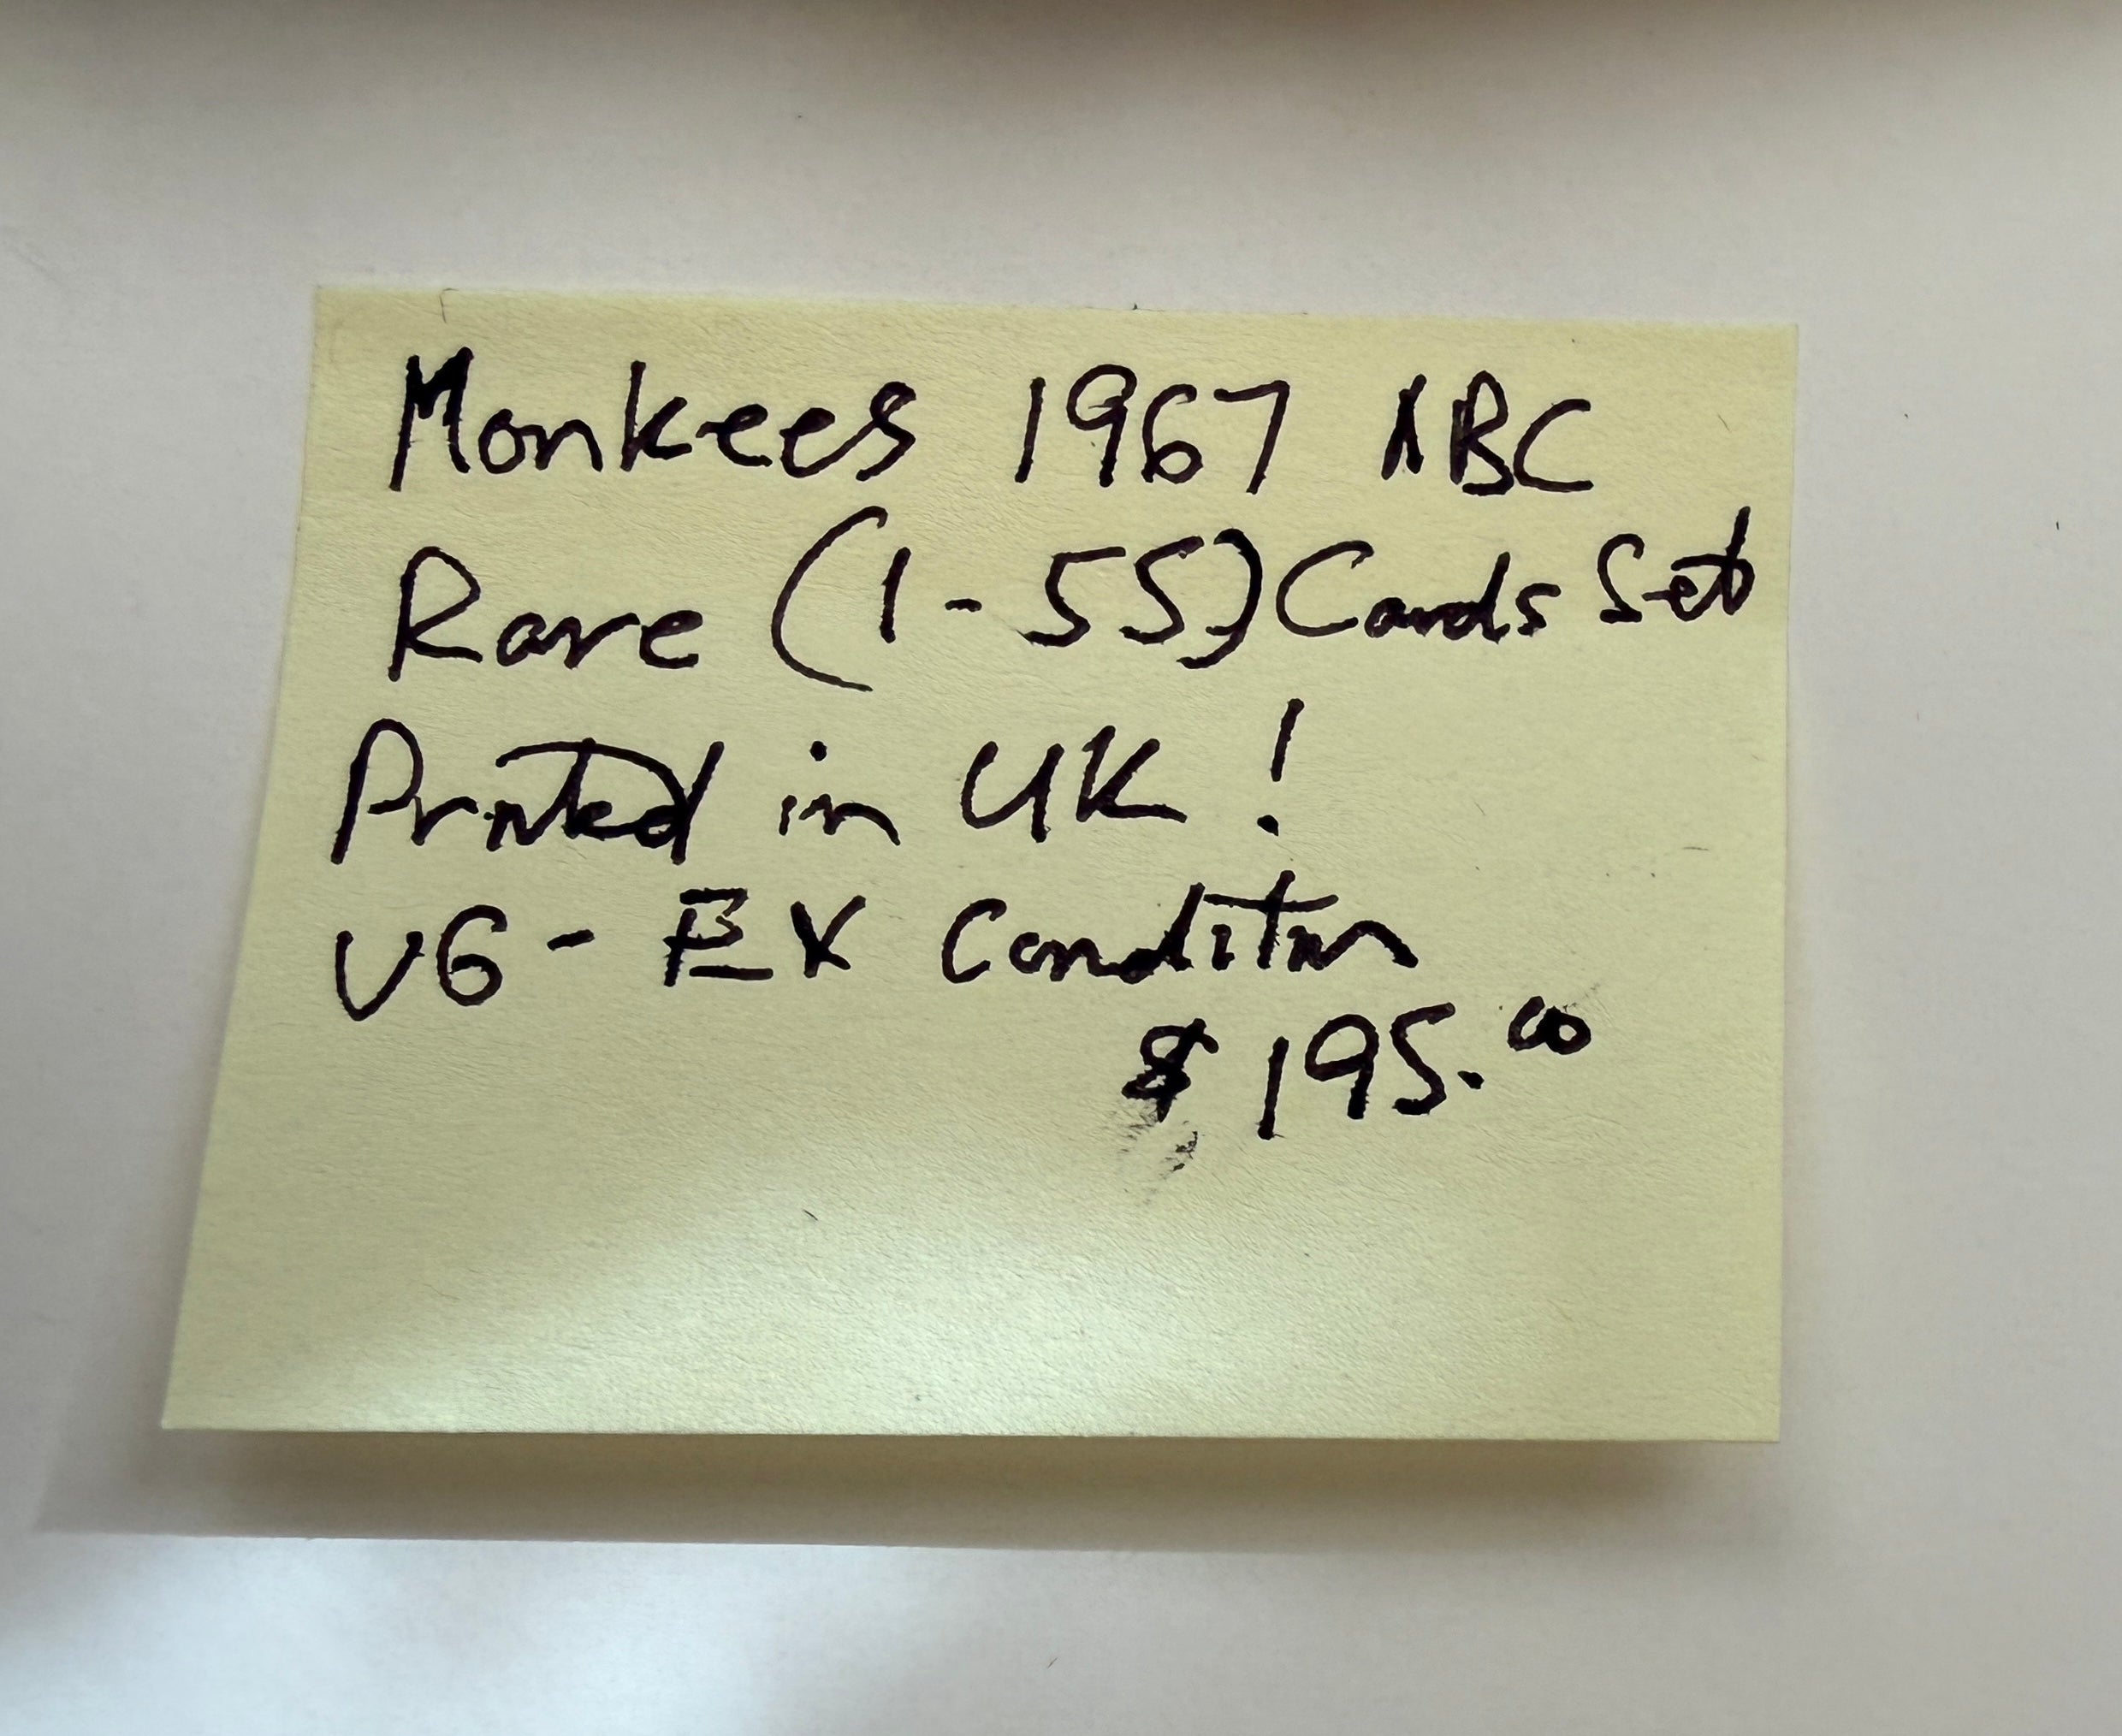 Monkees 1967 ABC
Rare (1-55) Cards Set
Printed in UK!
VG-EX Condition
$195.00